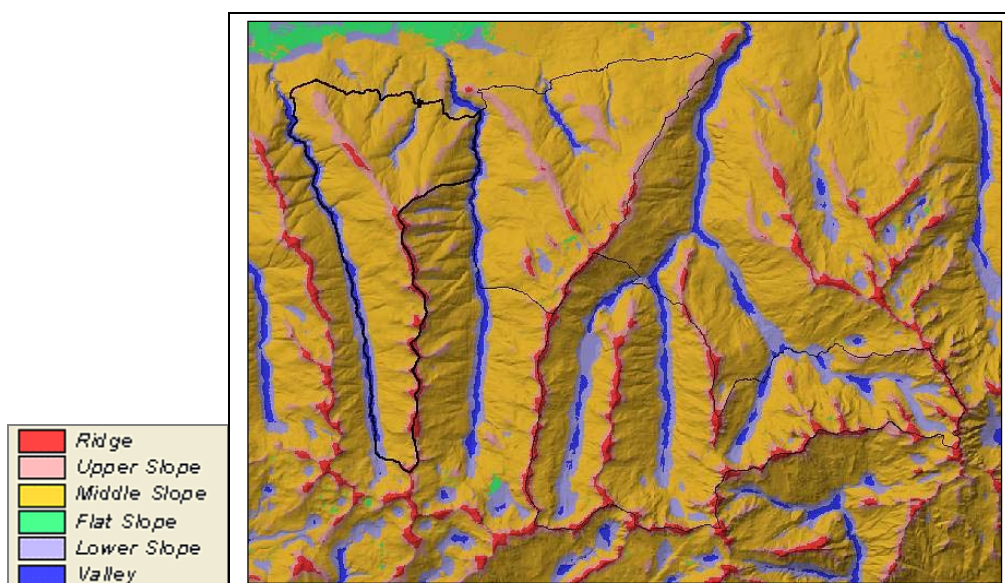 Ridge
Upper Slope
Middle Slope
Flat Slope
Lower Slope
Valley